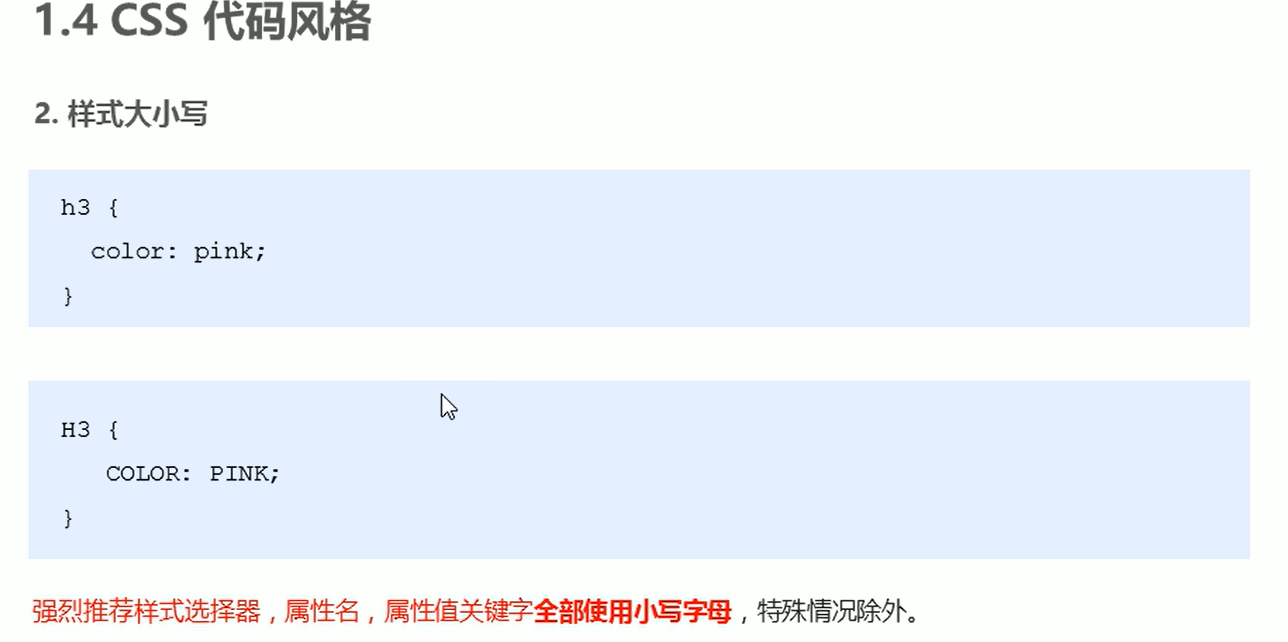 1.4 CSS 代码风格
2. 样式大小写
h3 {
color: pink;
}
H3 {
COLOR: PINK;
}
强烈推荐样式选择器，属性名，属性值关键字全部使用小写字母，特殊情况除外。